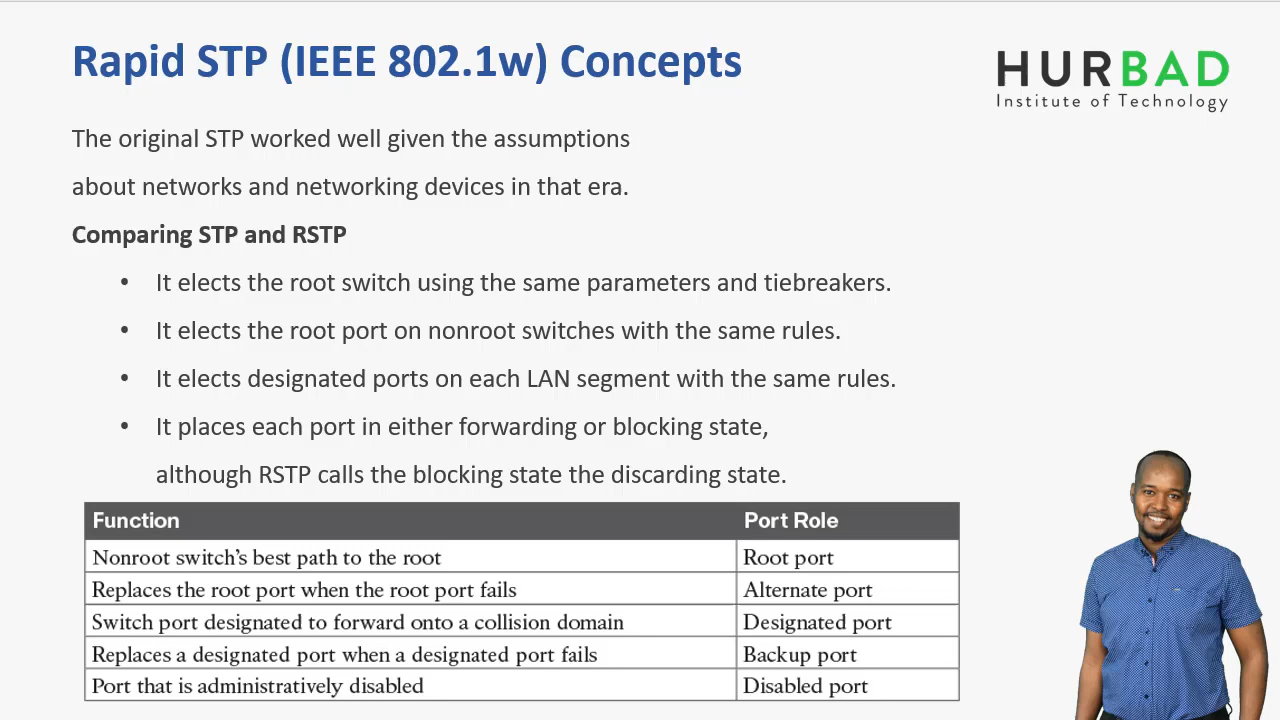 Rapid STP (IEEE 802.1w) Concepts
HURBAD
Institute of Technology
The original STP worked well given the assumptions
about networks and networking devices in that era.
Comparing STP and RSTP
• It elects the root switch using the same parameters and tiebreakers.
• It elects the root port on nonroot switches with the same rules.
• It elects designated ports on each LAN segment with the same rules.
• It places each port in either forwarding or blocking state,
although RSTP calls the blocking state the discarding state.
Function Port Role
Nonroot switch's best path to the root Root port
Replaces the root port when the root port fails Alternate port
Switch port designated to forward onto a collision domain Designated port
Replaces a designated port when a designated port fails Backup port
Port that is administratively disabled Disabled port